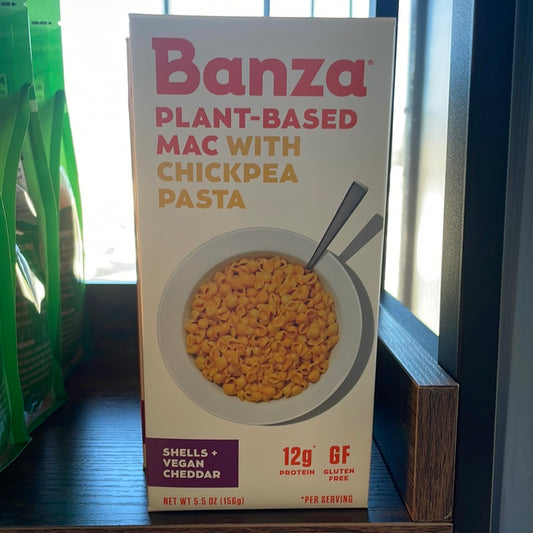 Banza®
PLANT-BASED
MAC WITH
CHICKPEA
PASTA
SHELLS +
VEGAN
CHEDDAR
12g*
PROTEIN
GF
GLUTEN
FREE
NET WT 5.5 OZ (156g)
*PER SERVING